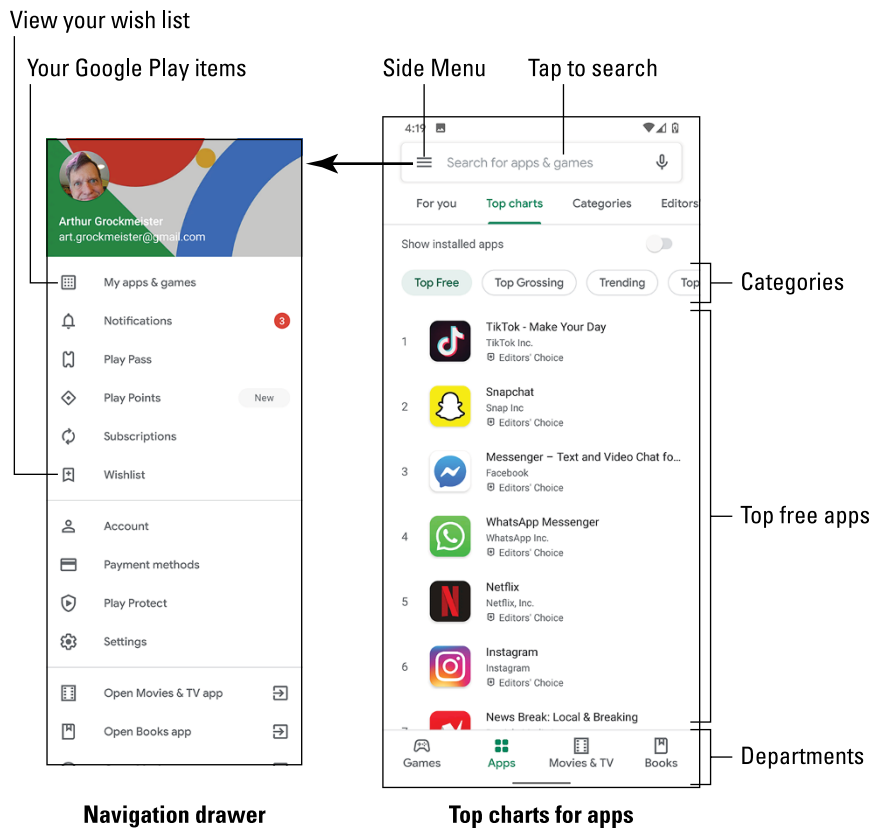 View your wish list
Your Google Play items
Side Menu
Tap to search
Arthur Grockmeister
art.grockmeister@gmail.com
My apps & games
Notifications
3
Play Pass
Play Points
New
Subscriptions
Wishlist
Account
Payment methods
Play Protect
Settings
Open Movies & TV app
Open Books app
Navigation drawer
4:19
Search for apps & games
For you
Top charts
Categories
Editors
Show installed apps
Top Free
Top Grossing
Trending
Top
Categories
1
TikTok - Make Your Day
TikTok Inc.
Editors' Choice
2
Snapchat
Snap Inc
Editors' Choice
3
Messenger – Text and Video Chat fo...
Facebook
Editors' Choice
4
WhatsApp Messenger
WhatsApp Inc.
Editors' Choice
5
Netflix
Netflix, Inc.
Editors' Choice
6
Instagram
Instagram
Editors' Choice
News Break: Local & Breaking
Top free apps
Games
Apps
Movies & TV
Books
Departments
Top charts for apps